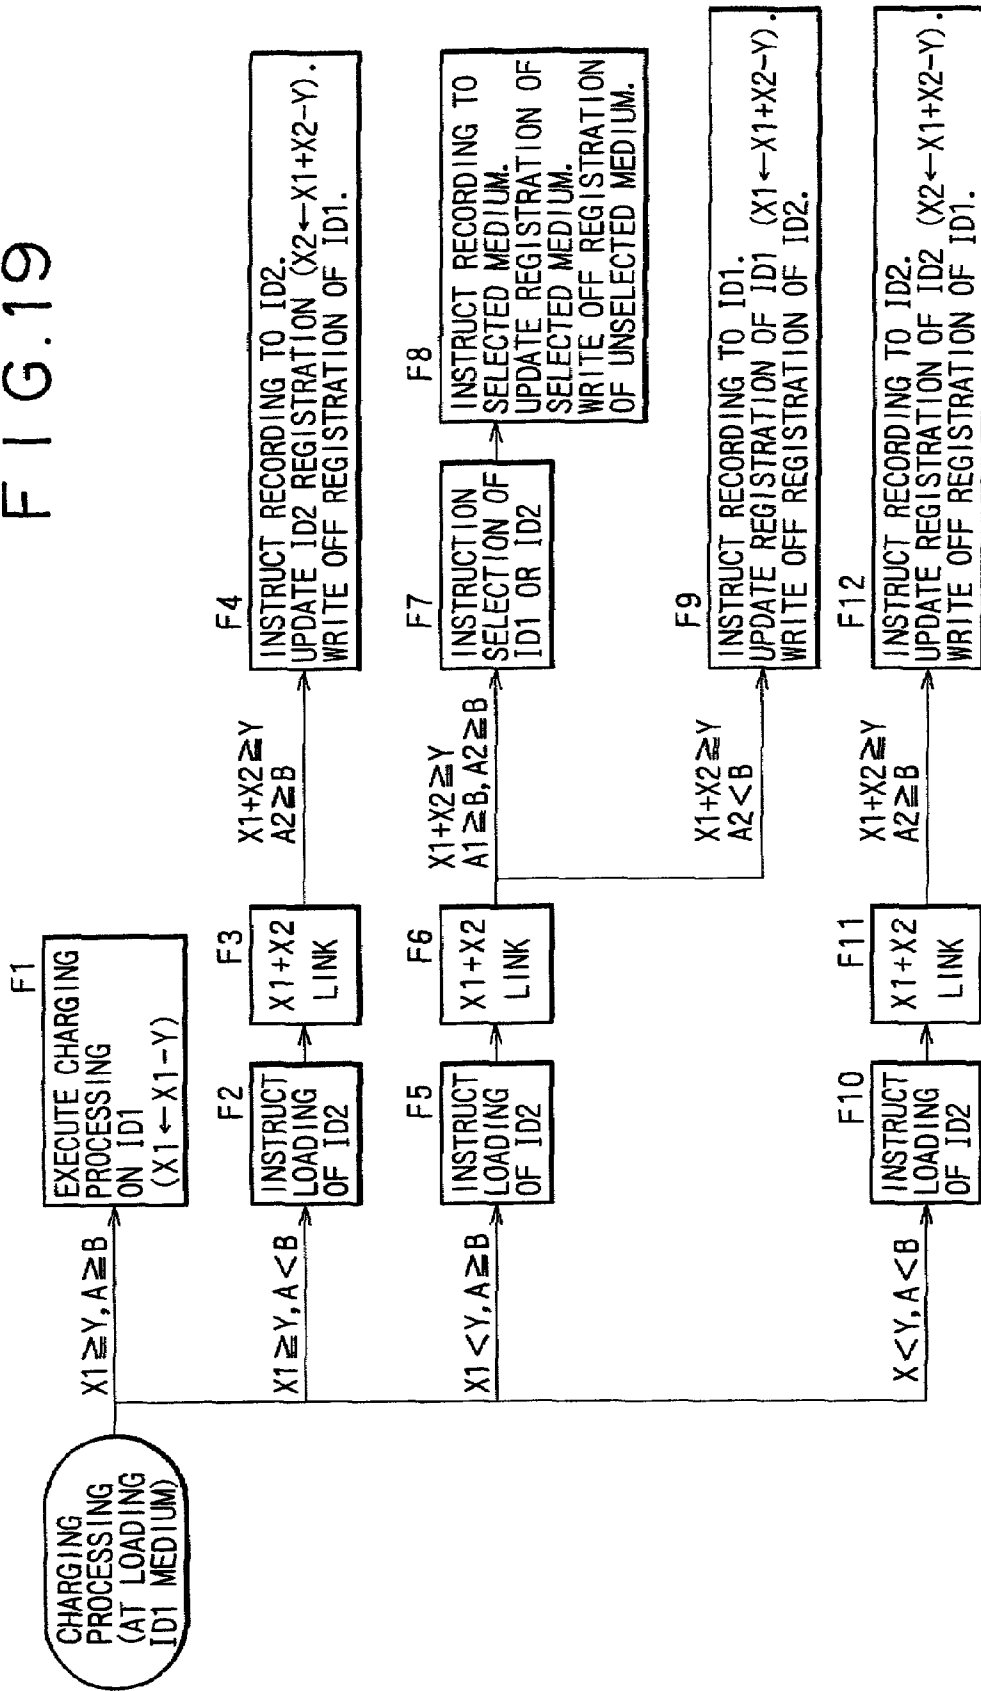 FIG.19
CHARGING
PROCESSING
(AT LOADING
ID1 MEDIUM)
X1≧Y, A≧B
F1
EXECUTE CHARGING
PROCESSING
ON ID1
(X1←X1-Y)
X1≧Y, A<B
F2
INSTRUCT
LOADING
OF ID2
F3
X1+X2
LINK
X1+X2≧Y
A2≧B
F4
INSTRUCT RECORDING TO ID2.
UPDATE ID2 REGISTRATION (X2←X1+X2-Y).
WRITE OFF REGISTRATION OF ID1.
X1<Y, A≧B
F5
INSTRUCT
LOADING
OF ID2
F6
X1+X2
LINK
X1+X2≧Y
A1≧B, A2≧B
F7
INSTRUCTION
SELECTION OF
ID1 OR ID2
F8
INSTRUCT RECORDING TO
SELECTED MEDIUM.
UPDATE REGISTRATION OF
SELECTED MEDIUM.
WRITE OFF REGISTRATION
OF UNSELECTED MEDIUM.
X1+X2≧Y
A2<B
F9
INSTRUCT RECORDING TO ID1.
UPDATE REGISTRATION OF ID1 (X1←X1+X2-Y).
WRITE OFF REGISTRATION OF ID2.
X<Y, A<B
F10
INSTRUCT
LOADING
OF ID2
F11
X1+X2
LINK
X1+X2≧Y
A2≧B
F12
INSTRUCT RECORDING TO ID2.
UPDATE REGISTRATION OF ID2 (X2←X1+X2-Y).
WRITE OFF REGISTRATION OF ID1.